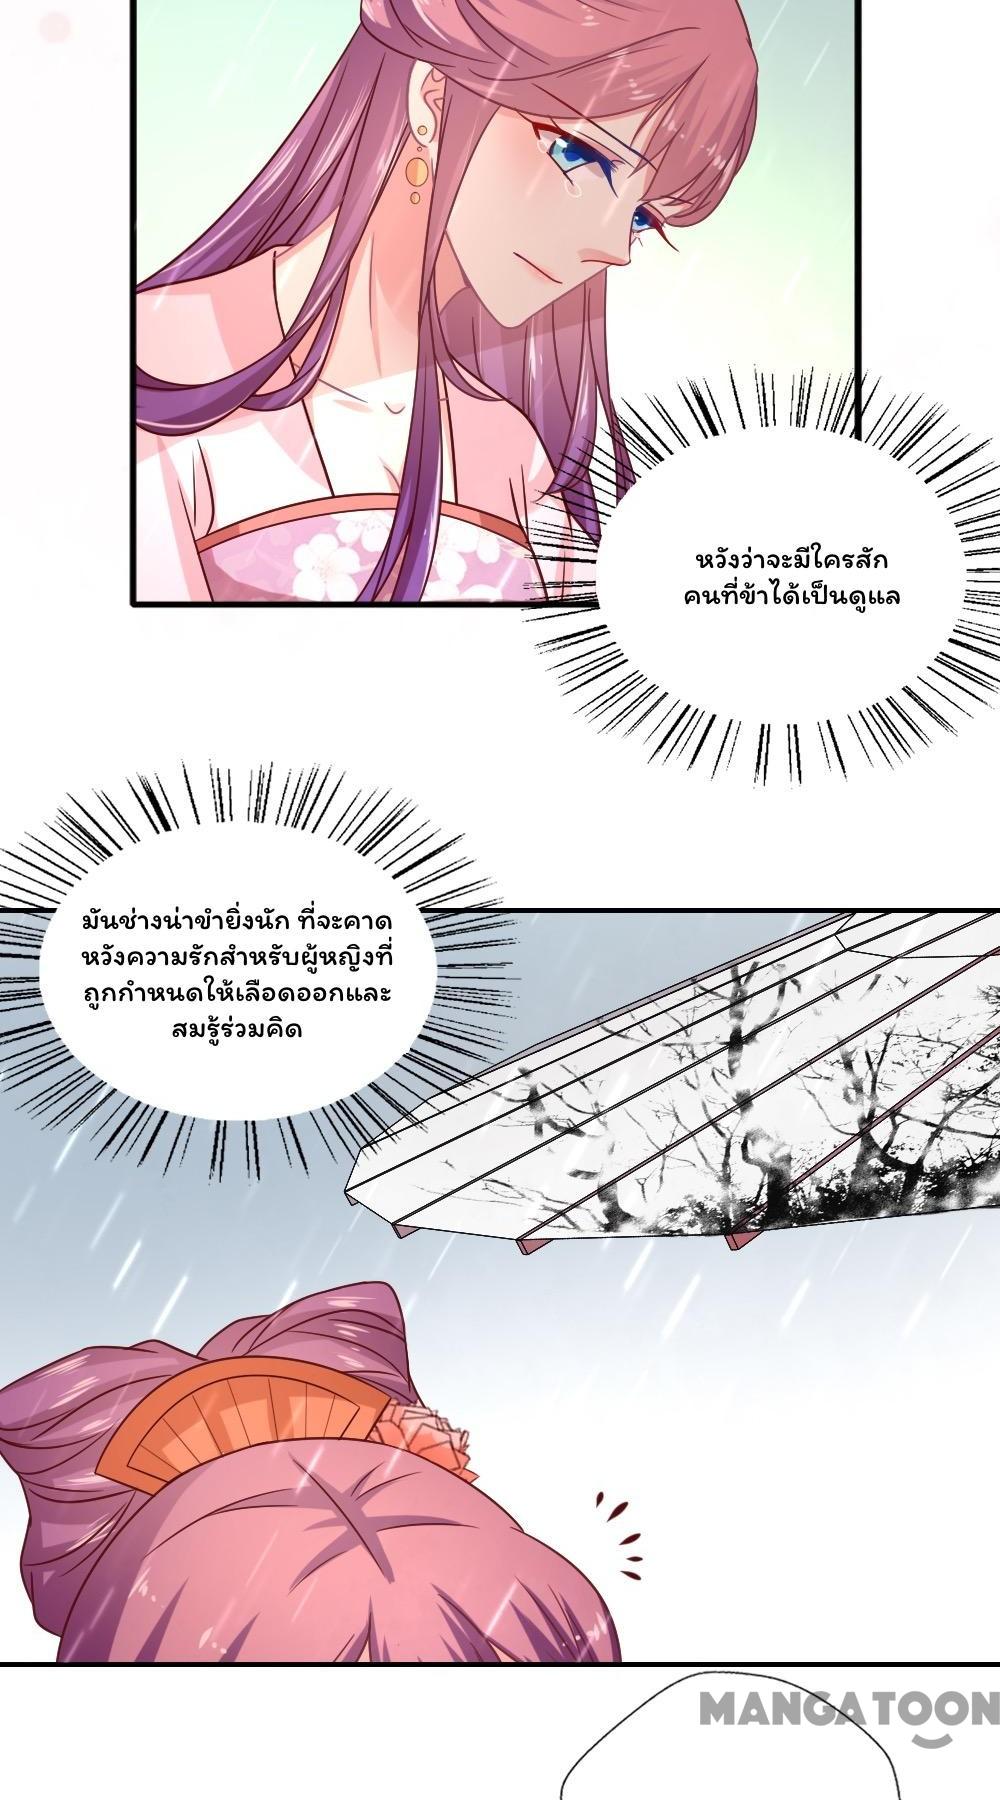 หวังว่าจะมีใครสัก
คนที่ข้าได้เป็นดูแล
มันช่างน่าขำยิ่งนัก ที่จะคาด
หวังความรักสำหรับผู้หญิงที่
ถูกกำหนดให้เลือดออกและ
สมรู้ร่วมคิด
MANGATOON